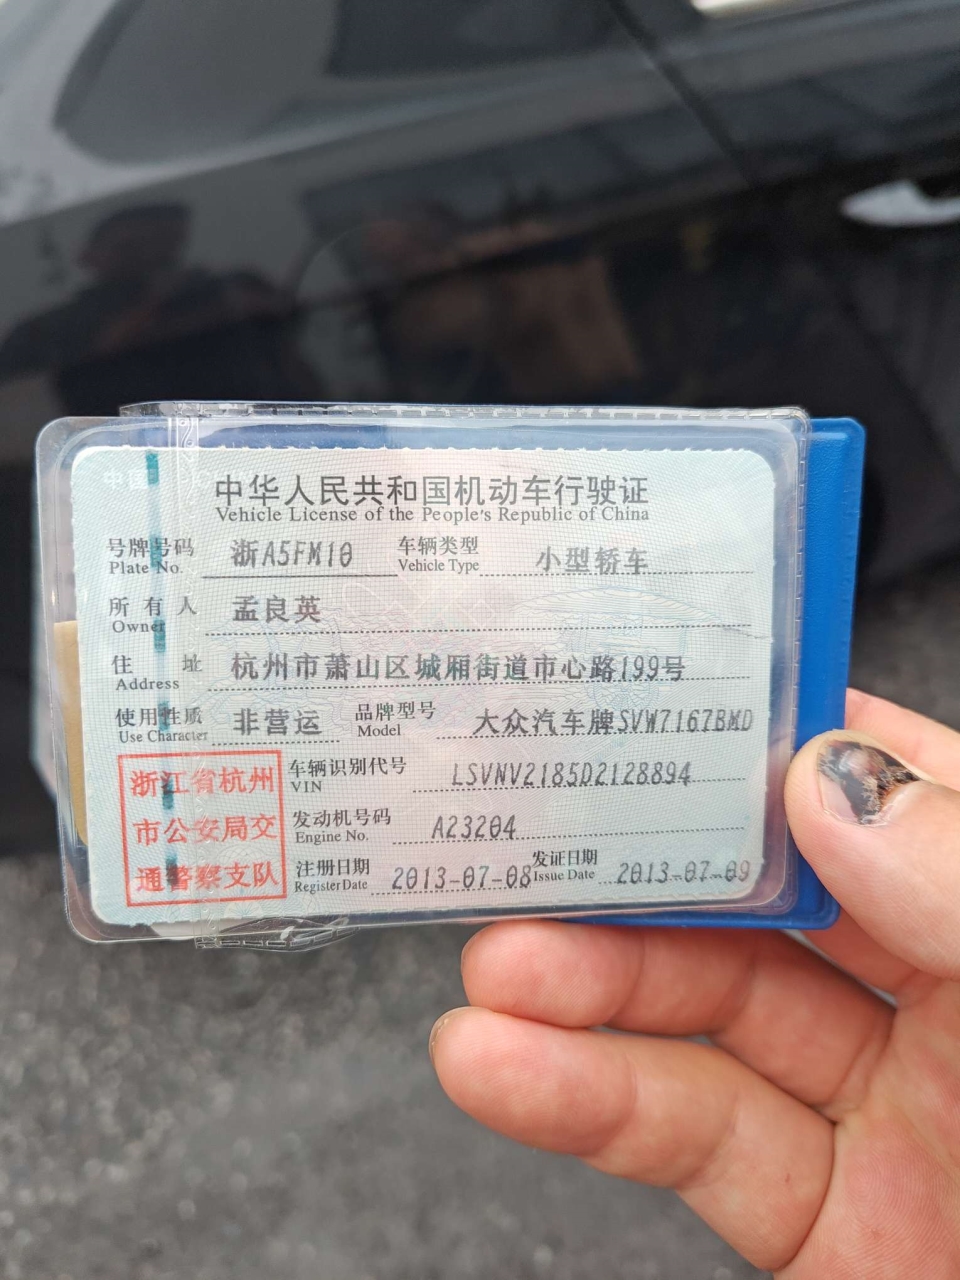 中华人民共和国机动车行驶证
Vehicle License of the People's Republic of China
号牌号码 浙A5FM10 车辆类型 小型轿车
Plate No. Vehicle Type
所有人 孟良英
Owner
住址 杭州市萧山区城厢街道市心路199号
Address
使用性质 非营运 品牌型号 大众汽车牌SVW7167BMD
Use Character Model
浙江省杭州
市公安局交
通警察支队
车辆识别代号 LSVNV2185D2128894
VIN
发动机号码 A23204
Engine No.
注册日期 2013-07-08 发证日期 2013-07-09
Register Date Issue Date